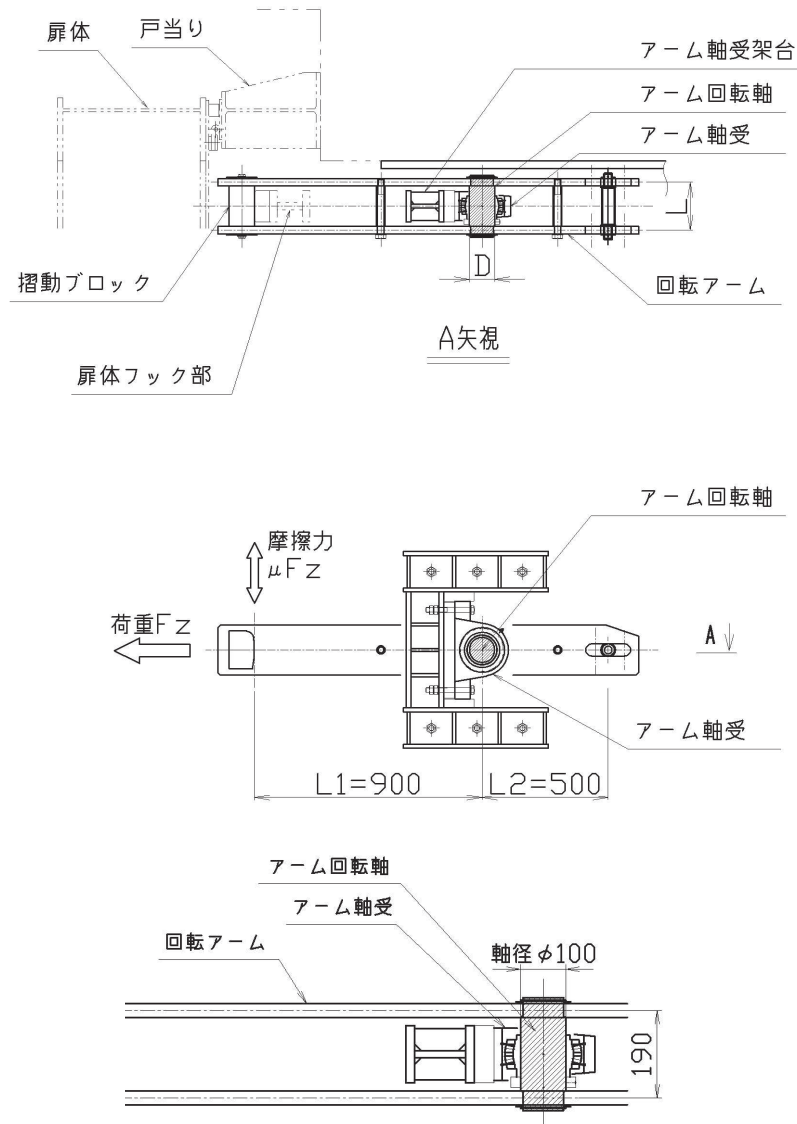 扉体
戸当り
アーム軸受架台
アーム回転軸
アーム軸受
L
D
摺動ブロック
回転アーム
A矢視
扉体フック部
アーム回転軸
摩擦力
μFz
荷重Fz
A
アーム軸受
L1=900
L2=500
アーム回転軸
アーム軸受
回転アーム
軸径φ100
190